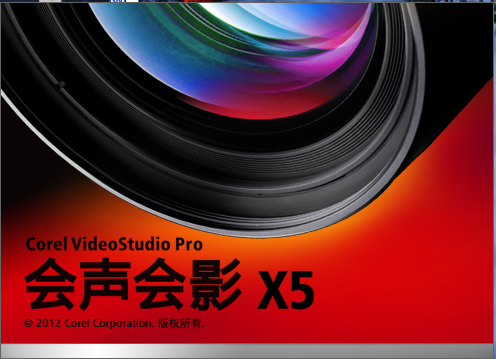 Corel VideoStudio Pro
会声会影 X5
© 2012 Corel Corporation. 版权所有.